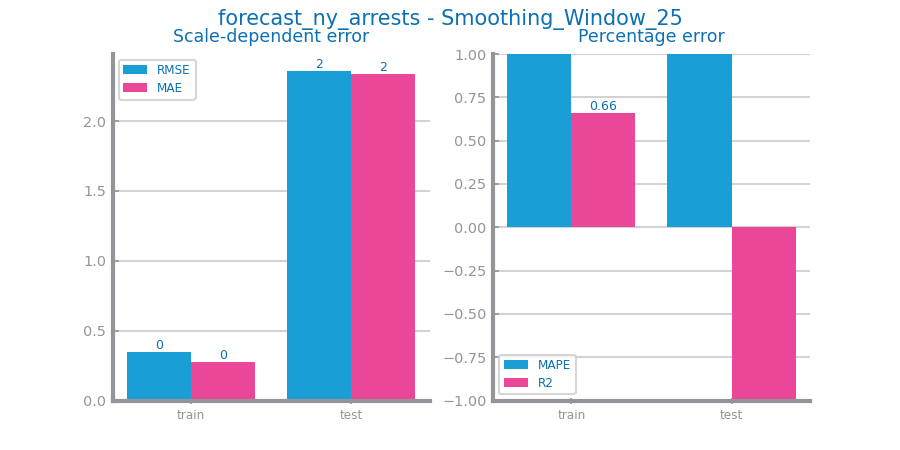 forecast_ny_arrests - Smoothing_Window_25
Scale-dependent error
RMSE
MAE
2.0
1.5
1.0
0.5
0.0
0
0
2
2
train
test
Percentage error
1.00
0.75
0.50
0.25
0.00
−0.25
−0.50
−0.75
−1.00
0.66
MAPE
R2
train
test